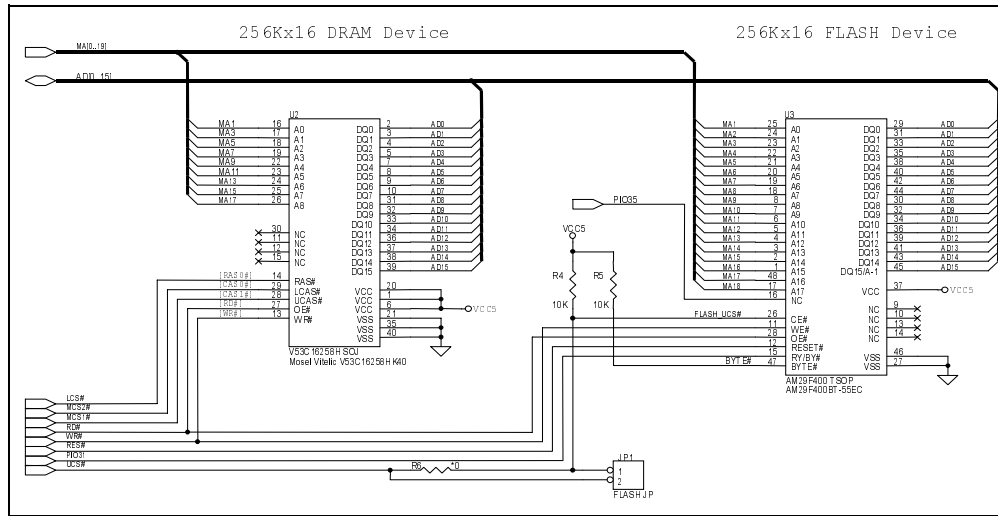 256Kx16 DRAM Device
256Kx16 FLASH Device
MA[0..19]
AD[0..15]
U2
MA1 16 A0 DQ0 2 AD0
MA3 17 A1 DQ1 3 AD1
MA5 18 A2 DQ2 4 AD2
MA7 19 A3 DQ3 5 AD3
MA9 22 A4 DQ4 7 AD4
MA11 23 A5 DQ5 8 AD5
MA13 24 A6 DQ6 9 AD6
MA15 25 A7 DQ7 10 AD7
MA17 26 A8 DQ8 31 AD8
DQ9 32 AD9
DQ10 33 AD10
30 NC DQ11 34 AD11
11 NC DQ12 36 AD12
12 NC DQ13 37 AD13
15 NC DQ14 38 AD14
DQ15 39 AD15
[RAS0#] 14 RAS#
[CAS0#] 29 LCAS# VCC 20
[CAS1#] 28 UCAS# VCC 1
[RD#] 27 OE# VCC 6 VCC5
[WR#] 13 WR# VSS 21
VSS 35
VSS 40
V53C16258H SOJ
Mosel Vitelic V53C16258HK40
U3
MA1 25 A0 DQ0 29 AD0
MA2 24 A1 DQ1 31 AD1
MA3 23 A2 DQ2 33 AD2
MA4 22 A3 DQ3 35 AD3
MA5 21 A4 DQ4 38 AD4
MA6 20 A5 DQ5 40 AD5
MA7 19 A6 DQ6 42 AD6
MA8 18 A7 DQ7 44 AD7
MA9 8 A8 DQ8 30 AD8
MA10 7 A9 DQ9 32 AD9
MA11 6 A10 DQ10 34 AD10
MA12 5 A11 DQ11 36 AD11
MA13 4 A12 DQ12 39 AD12
MA14 3 A13 DQ13 41 AD13
MA15 2 A14 DQ14 43 AD14
MA16 1 A15 DQ15/A-1 45 AD15
MA17 48 A16
MA18 17 A17 VCC 37 VCC5
PIO35 16 NC
NC 9
NC 10
NC 13
NC 14
FLASH_UCS# 26 CE#
11 WE#
28 OE#
12 RESET#
15 RY/BY# VSS 46
BYTE# 47 BYTE# VSS 27
AM29F400 TSOP
AM29F400BT-55EC
VCC5
R4
10K
R5
10K
LCS#
MCS2#
MCS1#
RD#
WR#
RES#
PIO31
UCS#
R6 *0
JP1
1
2
FLASH JP